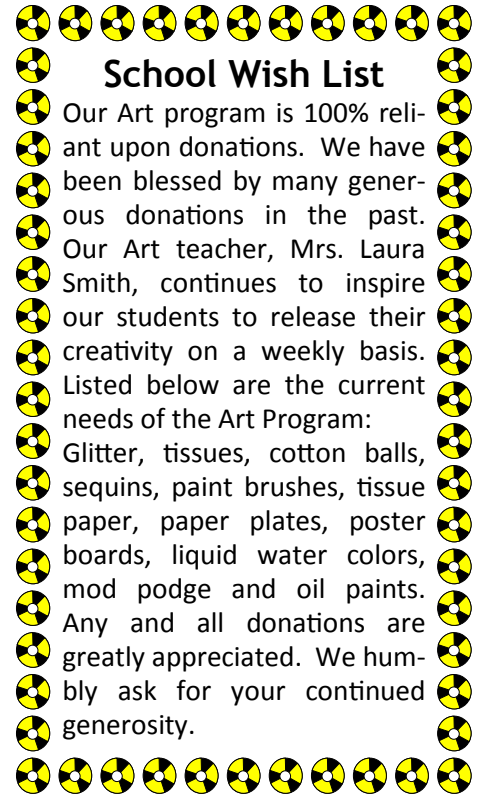 School Wish List
Our Art program is 100% reli-
ant upon donations.  We have
been blessed by many gener-
ous donations in the past.
Our Art teacher, Mrs. Laura
Smith, continues to inspire
our students to release their
creativity on a weekly basis.
Listed below are the current
needs of the Art Program:
Glitter, tissues, cotton balls,
sequins, paint brushes, tissue
paper, paper plates, poster
boards, liquid water colors,
mod podge and oil paints.
Any and all donations are
greatly appreciated.  We hum-
bly ask for your continued
generosity.